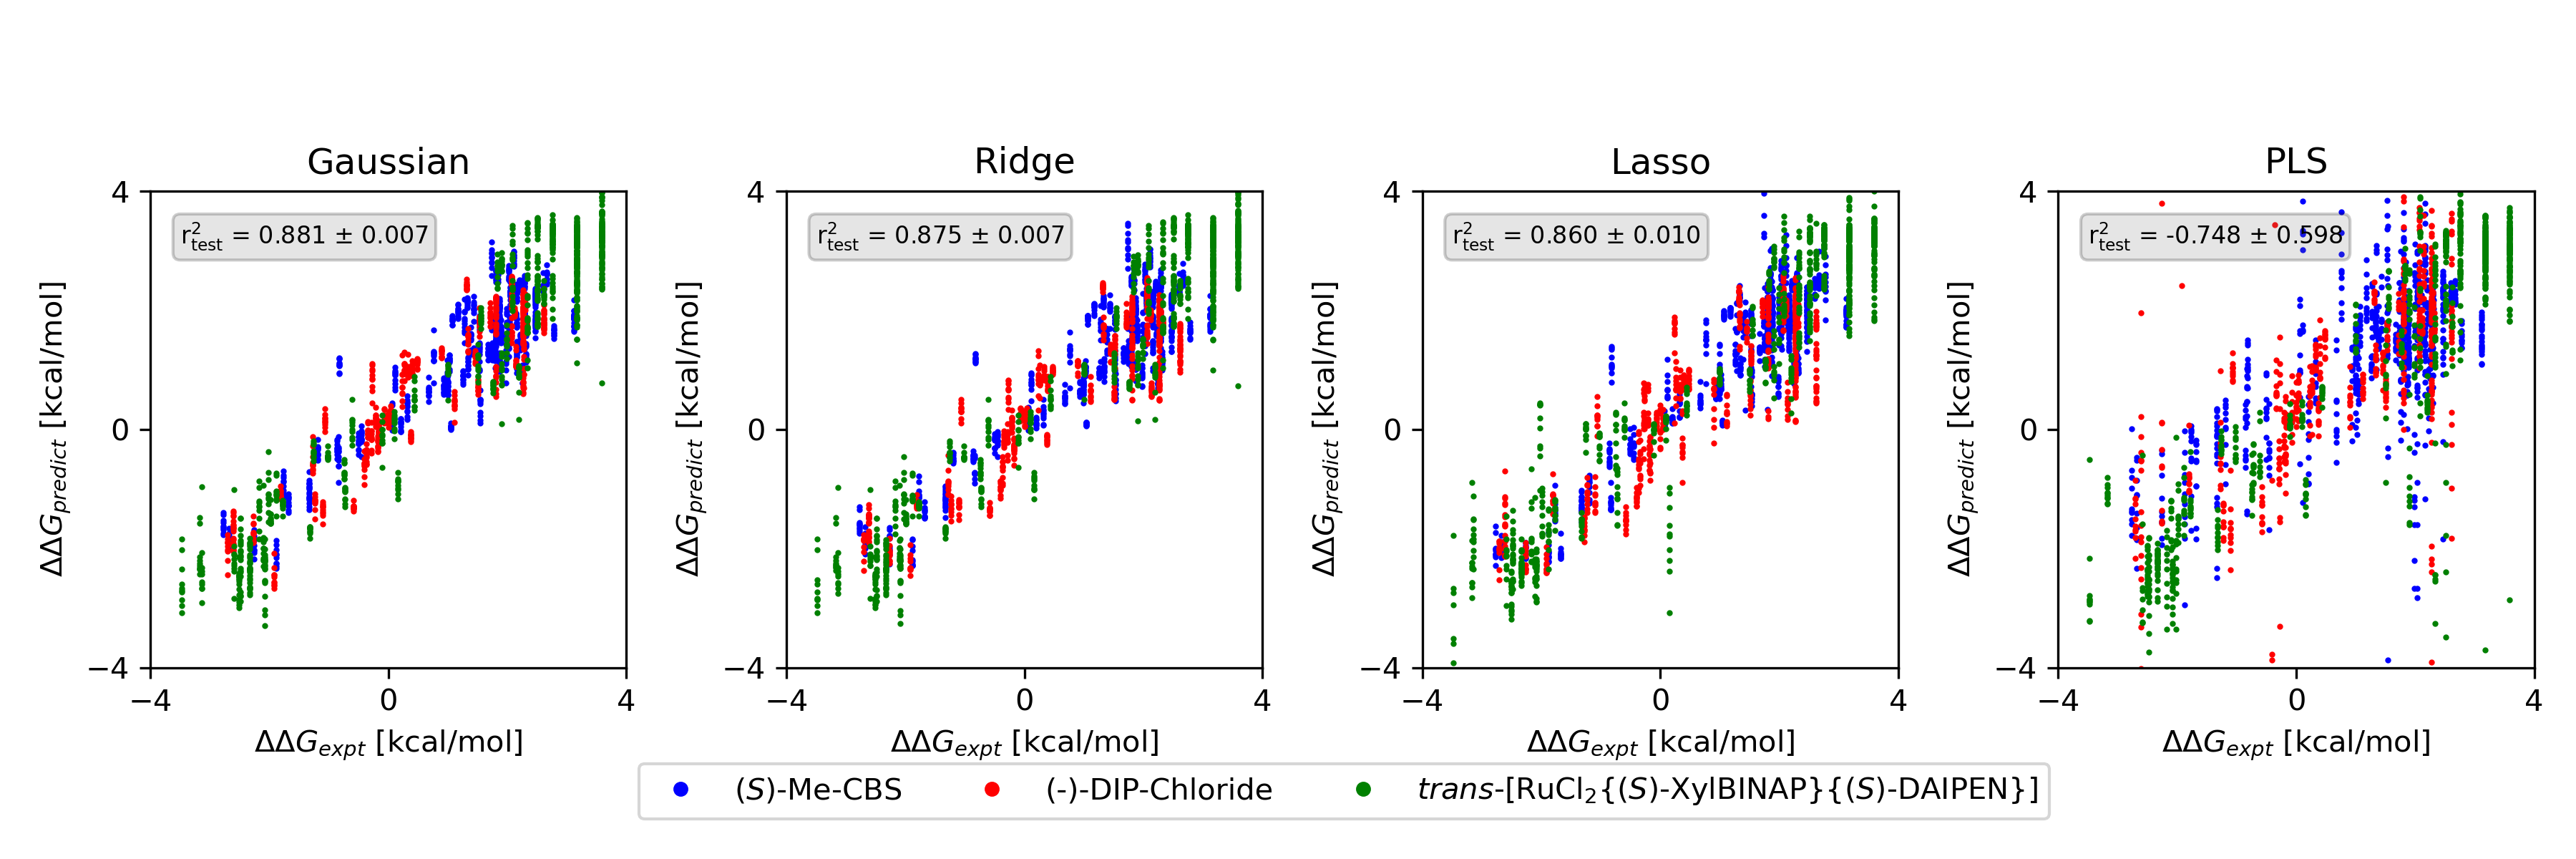 Gaussian
Ridge
Lasso
PLS
4
r²test = 0.881 ± 0.007
0
−4
−4
0
4
ΔΔGpredict [kcal/mol]
ΔΔGexpt [kcal/mol]
4
r²test = 0.875 ± 0.007
0
−4
−4
0
4
ΔΔGpredict [kcal/mol]
ΔΔGexpt [kcal/mol]
4
r²test = 0.860 ± 0.010
0
−4
−4
0
4
ΔΔGpredict [kcal/mol]
ΔΔGexpt [kcal/mol]
4
r²test = -0.748 ± 0.598
0
−4
−4
0
4
ΔΔGpredict [kcal/mol]
ΔΔGexpt [kcal/mol]
(S)-Me-CBS
(-)-DIP-Chloride
trans-[RuCl₂{(S)-XylBINAP}{(S)-DAIPEN}]